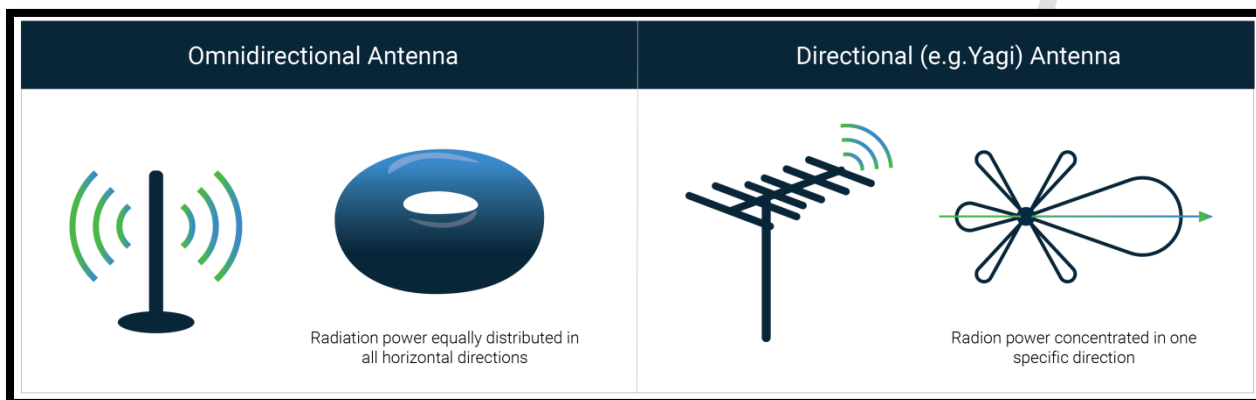 Omnidirectional Antenna
Directional (e.g.Yagi) Antenna
Radiation power equally distributed in
all horizontal directions
Radion power concentrated in one
specific direction